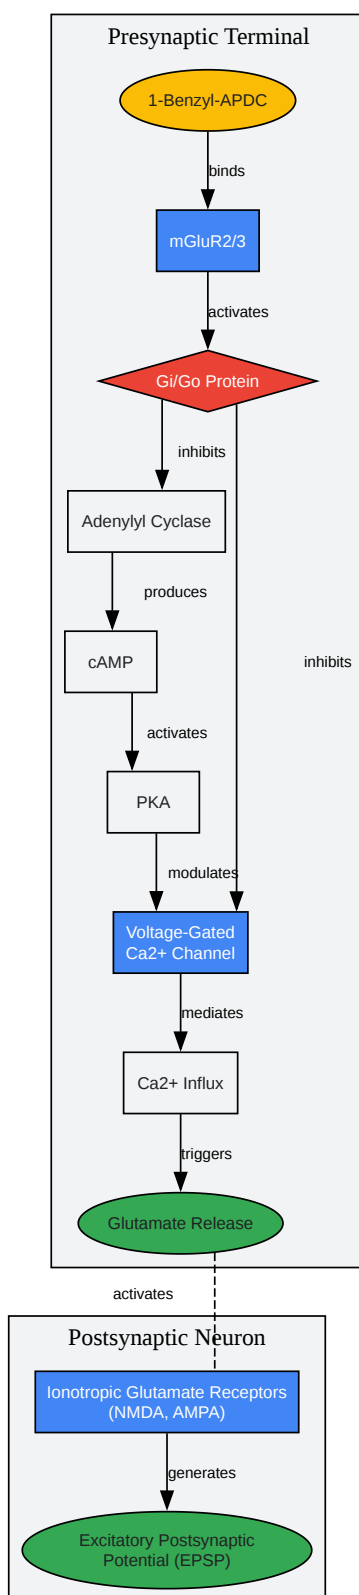 Presynaptic Terminal
1-Benzyl-APDC
binds
mGluR2/3
activates
Gi/Go Protein
inhibits
Adenylyl Cyclase
produces
cAMP
inhibits
activates
PKA
modulates
Voltage-Gated
Ca2+ Channel
mediates
Ca2+ Influx
triggers
Glutamate Release
activates
Postsynaptic Neuron
Ionotropic Glutamate Receptors
(NMDA, AMPA)
generates
Excitatory Postsynaptic
Potential (EPSP)